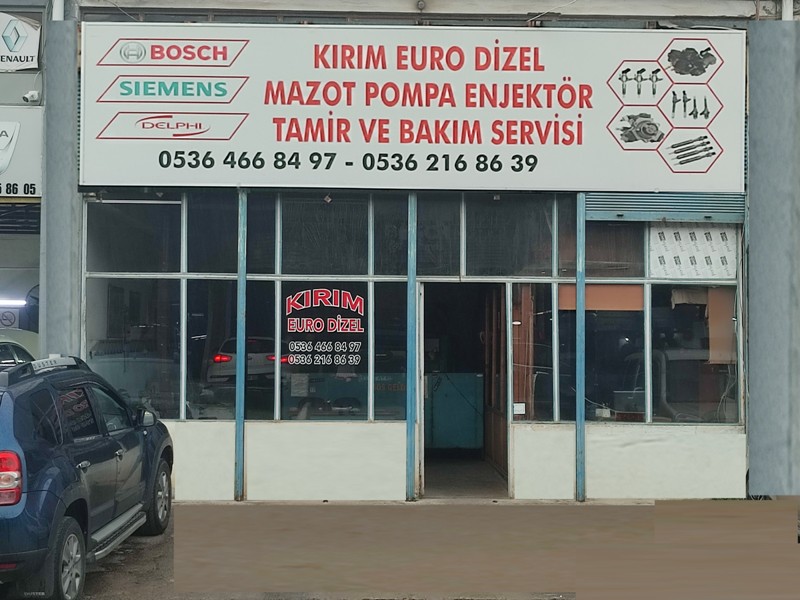 RENAULT
BOSCH
SIEMENS
DELPHI
KIRIM EURO DİZEL
MAZOT POMPA ENJEKTÖR
TAMİR VE BAKIM SERVİSİ
0536 466 84 97 - 0536 216 86 39
86 05
KIRIM
EURO DİZEL
0536 466 84 97
0536 216 86 39
DUSTER